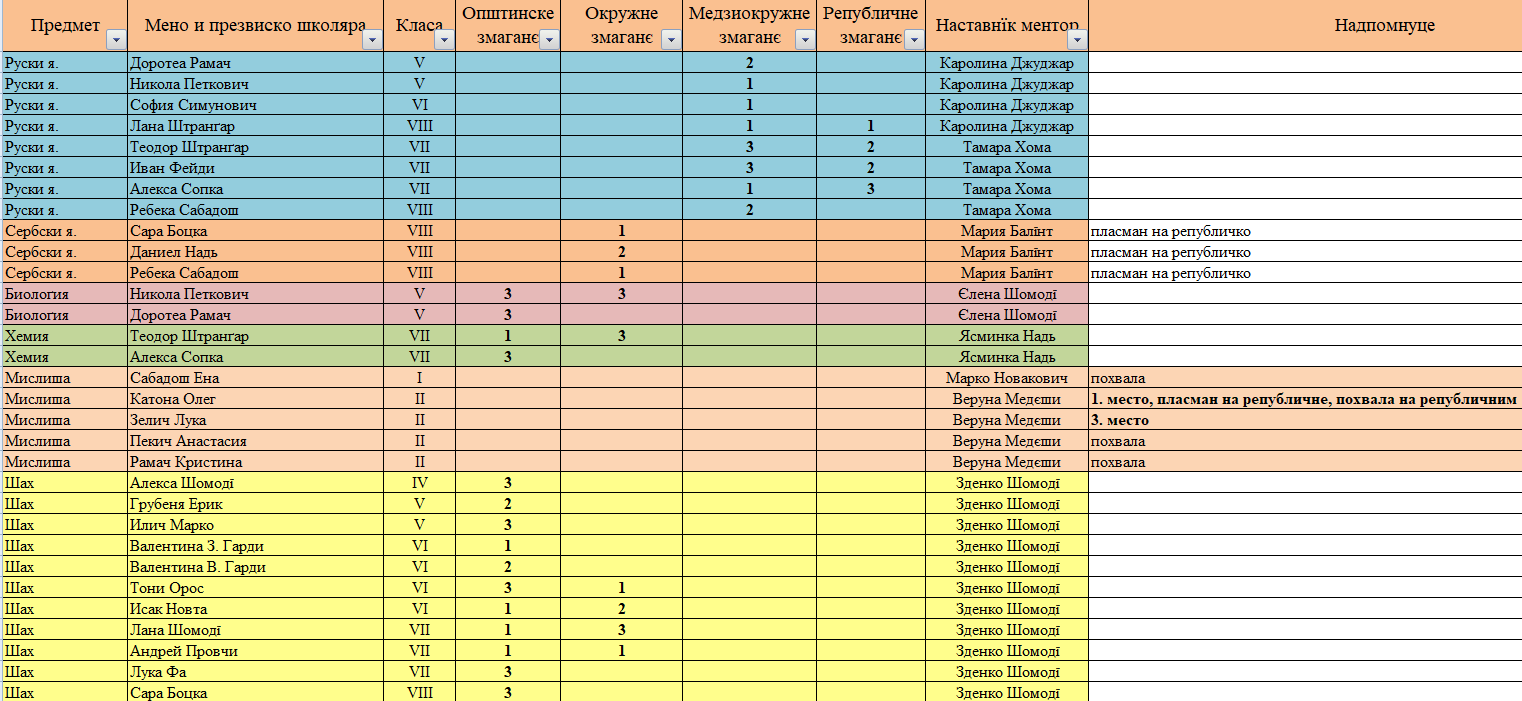 Предмет Мено и презвиско школяра Класа Општинске змаганє Окружне змаганє Медзиокружне змаганє Републичне змаганє Наставнїк ментор Надпомнуце
Руски я. Доротеа Рамач V 2 Каролина Джуджар
Руски я. Никола Петкович V 1 Каролина Джуджар
Руски я. София Симунович VI 1 Каролина Джуджар
Руски я. Лана Штранґар VIII 1 1 Каролина Джуджар
Руски я. Теодор Штранґар VII 3 2 Тамара Хома
Руски я. Иван Фейди VII 3 2 Тамара Хома
Руски я. Алекса Сопка VII 1 3 Тамара Хома
Руски я. Ребека Сабадош VIII 2 Тамара Хома
Сербски я. Сара Боцка VIII 1 Мария Балїнт пласман на републичко
Сербски я. Даниел Надь VIII 2 Мария Балїнт пласман на републичко
Сербски я. Ребека Сабадош VIII 1 Мария Балїнт пласман на републичко
Биология Никола Петкович V 3 3 Єлена Шомодї
Биология Доротеа Рамач V 3 Єлена Шомодї
Хемия Теодор Штранґар VII 1 3 Ясминка Надь
Хемия Алекса Сопка VII 3 Ясминка Надь
Мислиша Сабадош Ена I Марко Новакович похвала
Мислиша Катона Олег II Веруна Медєши 1. место, пласман на републичне, похвала на републичним
Мислиша Зелич Лука II Веруна Медєши 3. место
Мислиша Пекич Анастасия II Веруна Медєши похвала
Мислиша Рамач Кристина II Веруна Медєши похвала
Шах Алекса Шомодї IV 3 Зденко Шомодї
Шах Грубеня Ерик V 2 Зденко Шомодї
Шах Илич Марко V 3 Зденко Шомодї
Шах Валентина З. Гарди VI 1 Зденко Шомодї
Шах Валентина В. Гарди VI 2 Зденко Шомодї
Шах Тони Орос VI 3 1 Зденко Шомодї
Шах Исак Новта VI 1 2 Зденко Шомодї
Шах Лана Шомодї VII 1 3 Зденко Шомодї
Шах Андрей Провчи VII 1 1 Зденко Шомодї
Шах Лука Фа VII 3 Зденко Шомодї
Шах Сара Боцка VIII 3 Зденко Шомодї